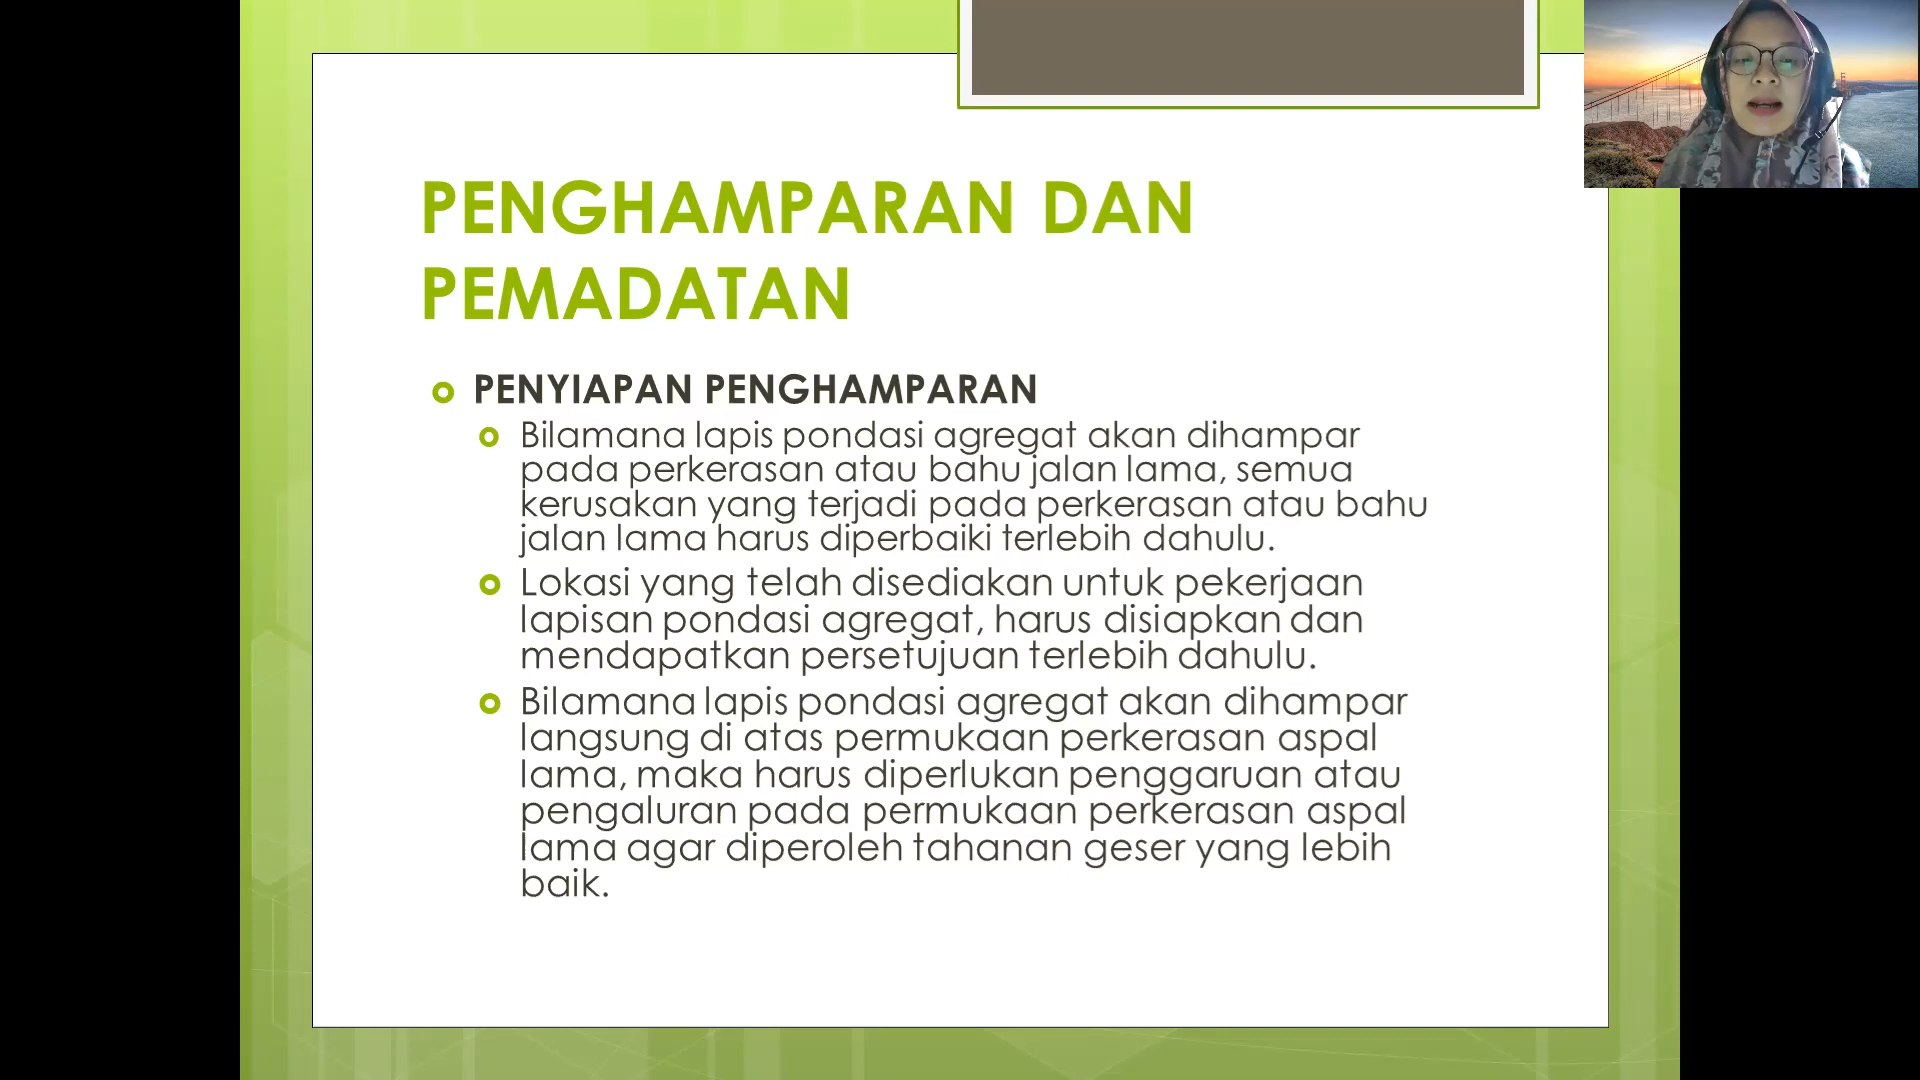 PENGHAMPARAN DAN
PEMADATAN
PENYIAPAN PENGHAMPARAN
Bilamana lapis pondasi agregat akan dihampar
pada perkerasan atau bahu jalan lama, semua
kerusakan yang terjadi pada perkerasan atau bahu
jalan lama harus diperbaiki terlebih dahulu.
Lokasi yang telah disediakan untuk pekerjaan
lapisan pondasi agregat, harus disiapkan dan
mendapatkan persetujuan terlebih dahulu.
Bilamana lapis pondasi agregat akan dihampar
langsung di atas permukaan perkerasan aspal
lama, maka harus diperlukan penggaruan atau
pengaluran pada permukaan perkerasan aspal
lama agar diperoleh tahanan geser yang lebih
baik.